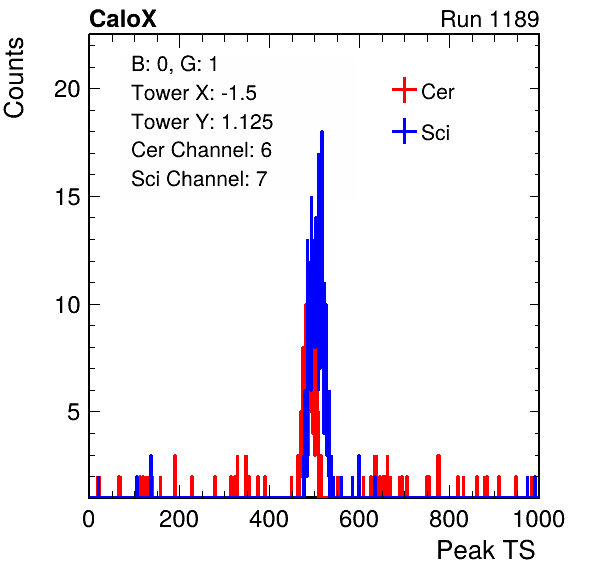 CaloX Run 1189
Counts
B: 0, G: 1
Tower X: -1.5
Tower Y: 1.125
Cer Channel: 6
Sci Channel: 7
Cer
Sci
20
15
10
5
0 200 400 600 800 1000
Peak TS